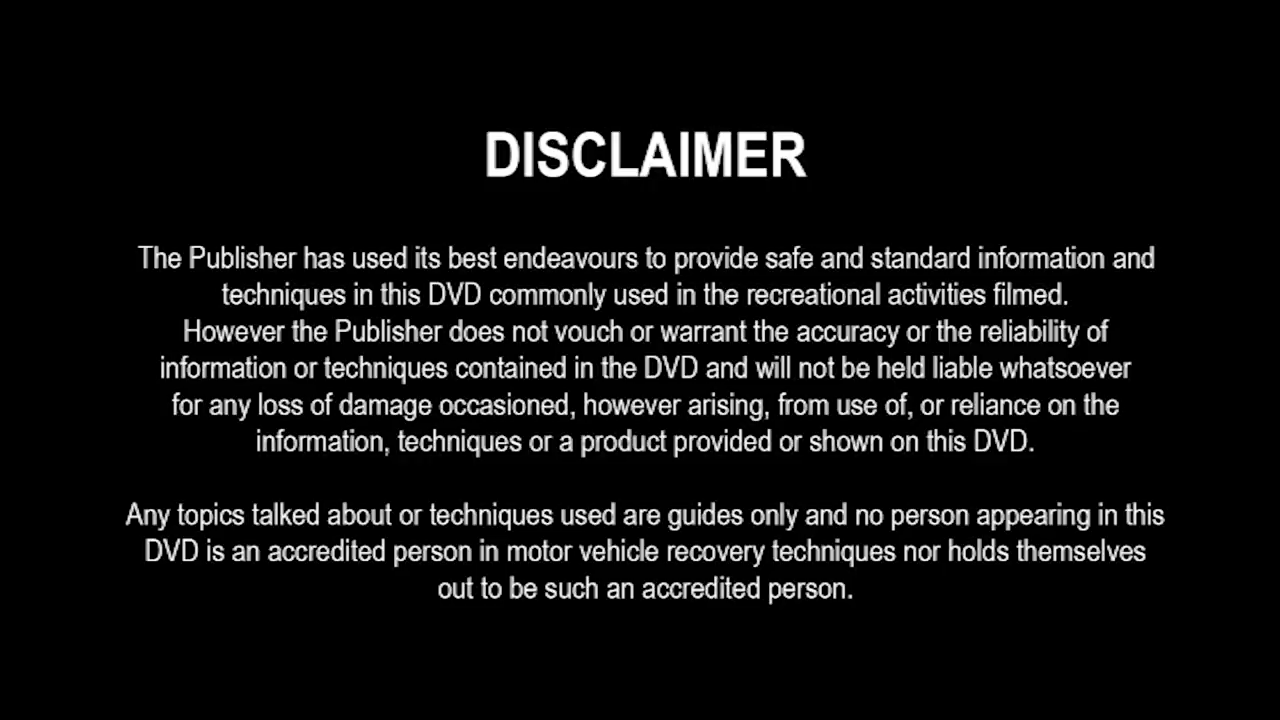 DISCLAIMER
The Publisher has used its best endeavours to provide safe and standard information and
techniques in this DVD commonly used in the recreational activities filmed.
However the Publisher does not vouch or warrant the accuracy or the reliability of
information or techniques contained in the DVD and will not be held liable whatsoever
for any loss of damage occasioned, however arising, from use of, or reliance on the
information, techniques or a product provided or shown on this DVD.
Any topics talked about or techniques used are guides only and no person appearing in this
DVD is an accredited person in motor vehicle recovery techniques nor holds themselves
out to be such an accredited person.